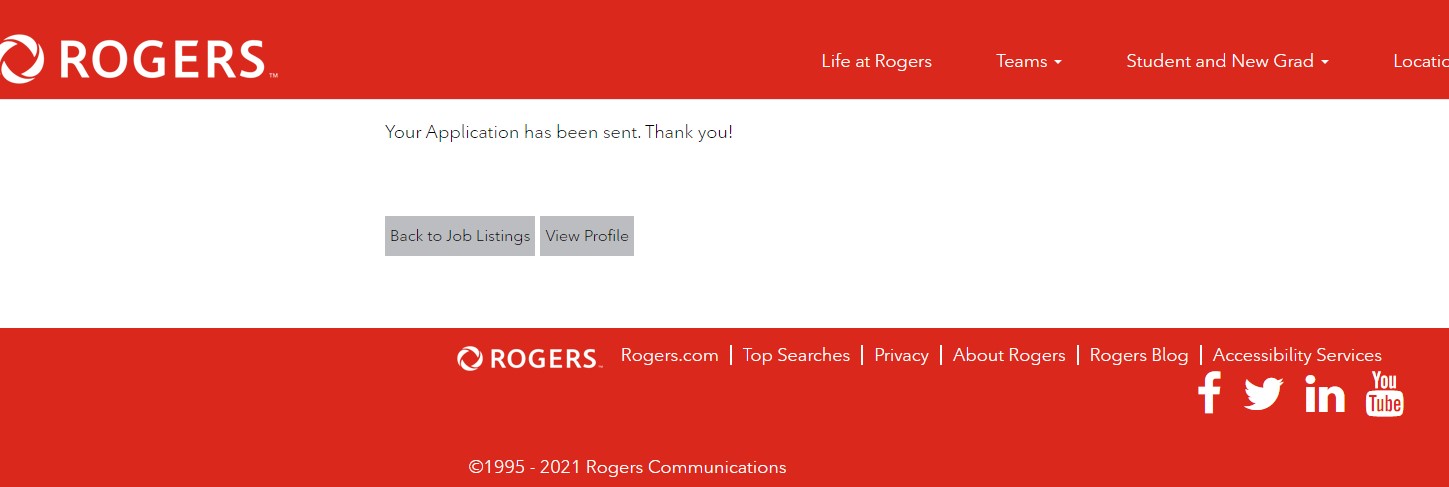 ROGERS™
Life at Rogers Teams Student and New Grad Locatio
Your Application has been sent. Thank you!
Back to Job Listings View Profile
ROGERS™ Rogers.com | Top Searches | Privacy | About Rogers | Rogers Blog | Accessibility Services
f in You Tube
©1995 - 2021 Rogers Communications